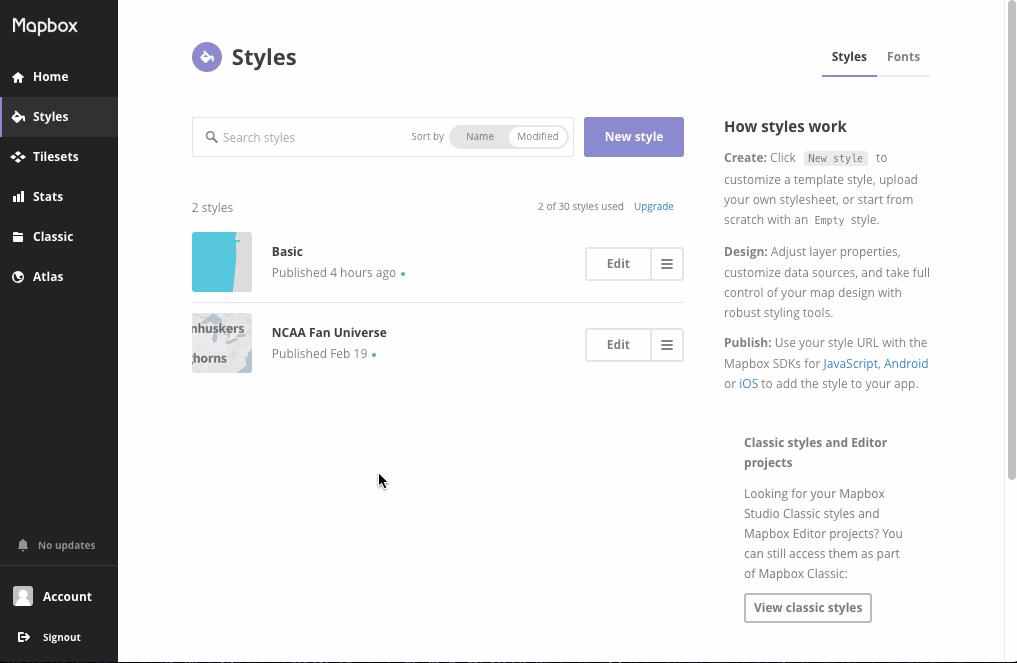 Mapbox
Home
Styles
Tilesets
Stats
Classic
Atlas
No updates
Account
Signout
Styles
Styles
Fonts
Search styles
Sort by
Name
Modified
New style
2 styles
2 of 30 styles used
Upgrade
Basic
Published 4 hours ago
Edit
nhuskers
horns
NCAA Fan Universe
Published Feb 19
Edit
How styles work
Create: Click New style to
customize a template style, upload
your own stylesheet, or start from
scratch with an Empty style.
Design: Adjust layer properties,
customize data sources, and take full
control of your map design with
robust styling tools.
Publish: Use your style URL with the
Mapbox SDKs for JavaScript, Android
or iOS to add the style to your app.
Classic styles and Editor
projects
Looking for your Mapbox
Studio Classic styles and
Mapbox Editor projects? You
can still access them as part
of Mapbox Classic:
View classic styles